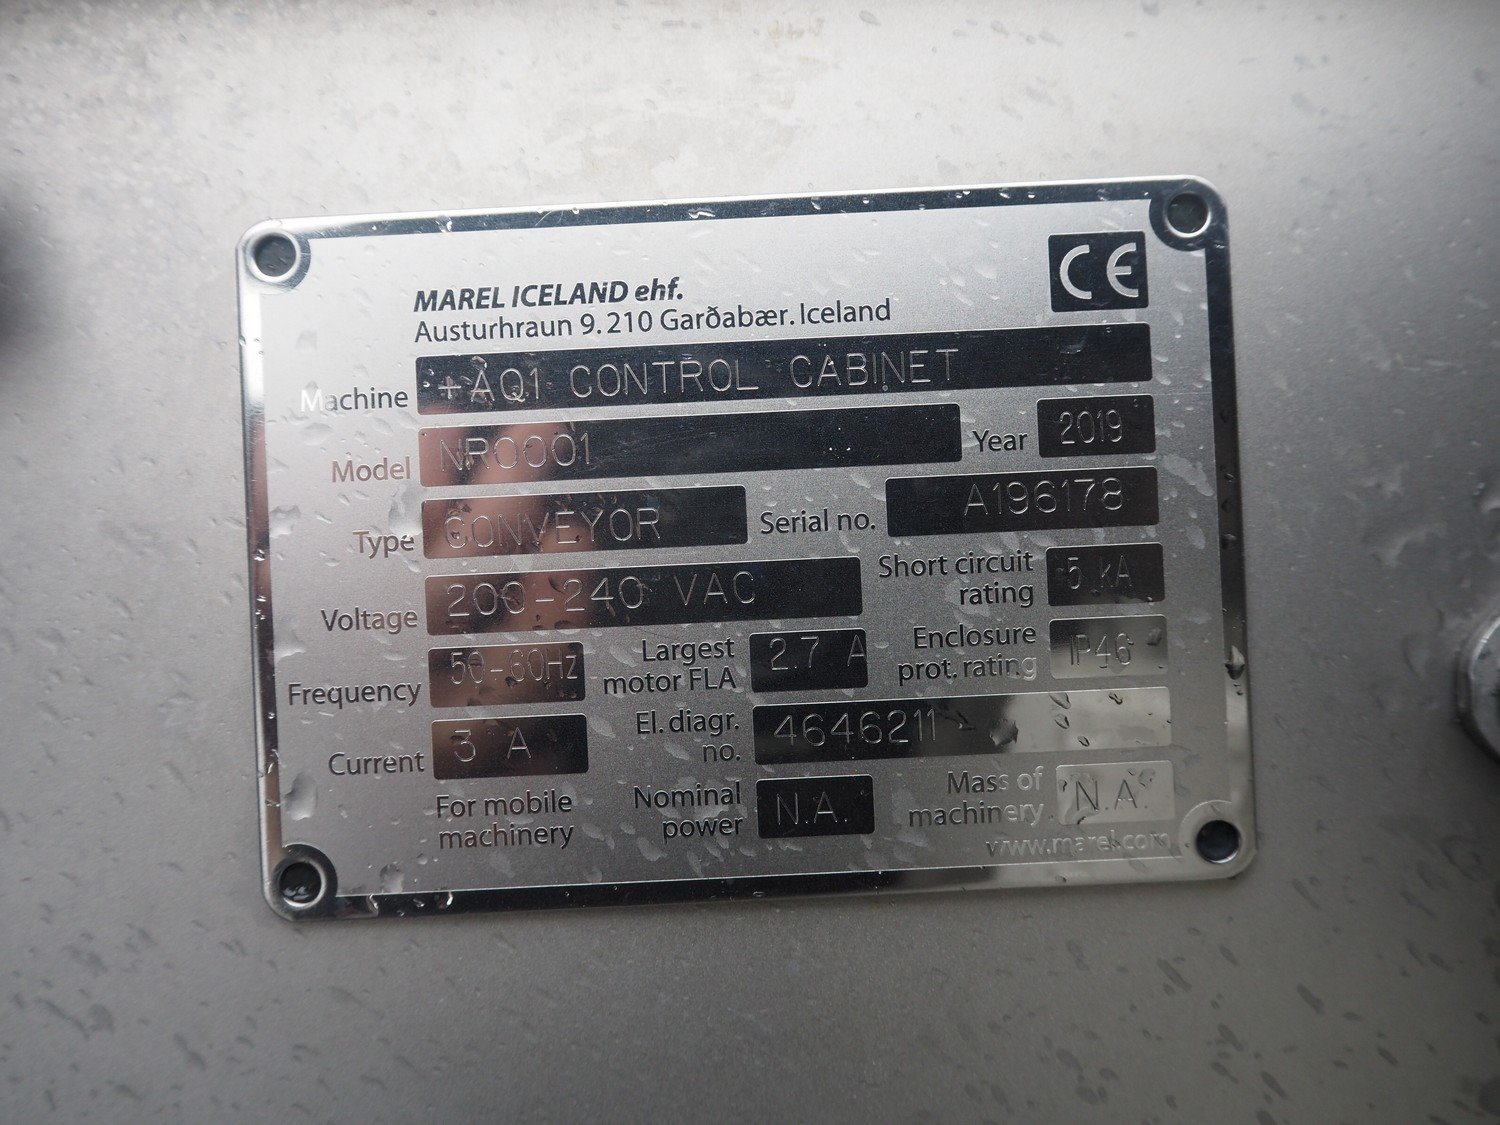 CE
MAREL ICELAND ehf.
Austurhraun 9. 210 Garðabær. Iceland
Machine +AQ1 CONTROL CABINET
Model NR0001 Year 2019
Type CONVEYOR Serial no. A196178
Voltage 200-240 VAC Short circuit rating 5 kA
Frequency 50-60Hz Largest motor FLA 2.7 A Enclosure prot. rating IP46
Current 3 A El. diagr. no. 4646211
For mobile machinery Nominal power N.A. Mass of machinery N.A.
www.marel.com